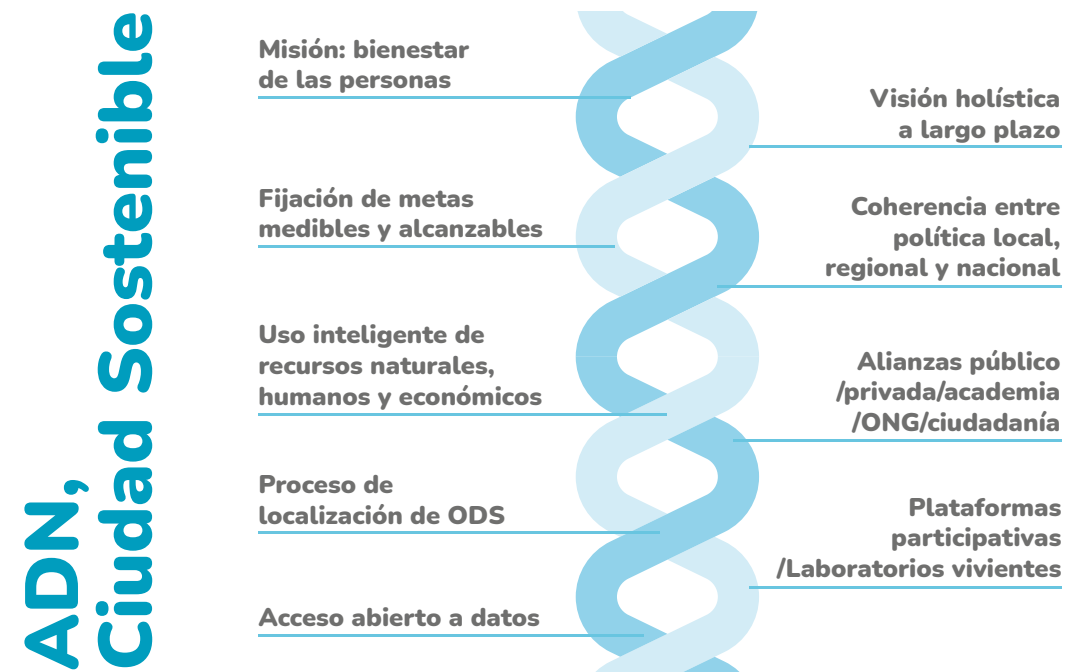 ADN,
Ciudad Sostenible
Misión: bienestar
de las personas
Visión holística
a largo plazo
Fijación de metas
medibles y alcanzables
Coherencia entre
política local,
regional y nacional
Uso inteligente de
recursos naturales,
humanos y económicos
Alianzas público
/privada/academia
/ONG/ciudadanía
Proceso de
localización de ODS
Plataformas
participativas
/Laboratorios vivientes
Acceso abierto a datos